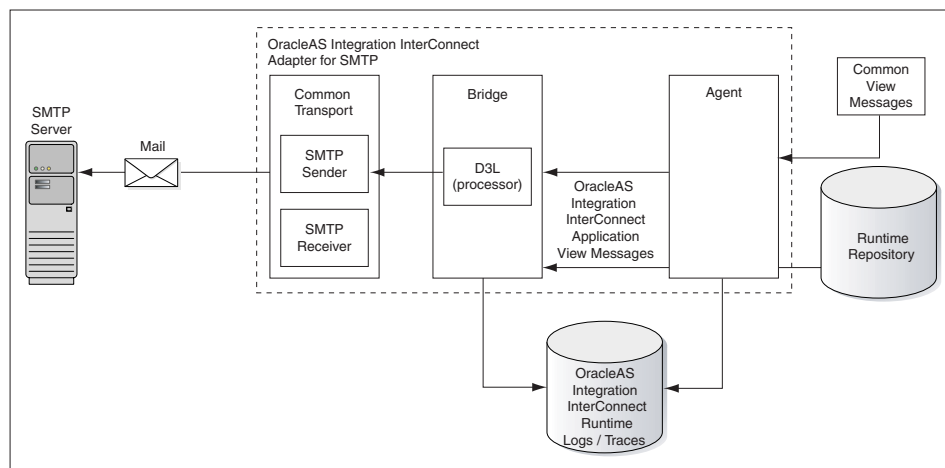 OracleAS Integration InterConnect
Adapter for SMTP
SMTP
Server
Mail
Common
Transport
SMTP
Sender
SMTP
Receiver
Bridge
D3L
(processor)
OracleAS
Integration
InterConnect
Application
View Messages
Agent
Common
View
Messages
Runtime
Repository
OracleAS
Integration
InterConnect
Runtime
Logs / Traces